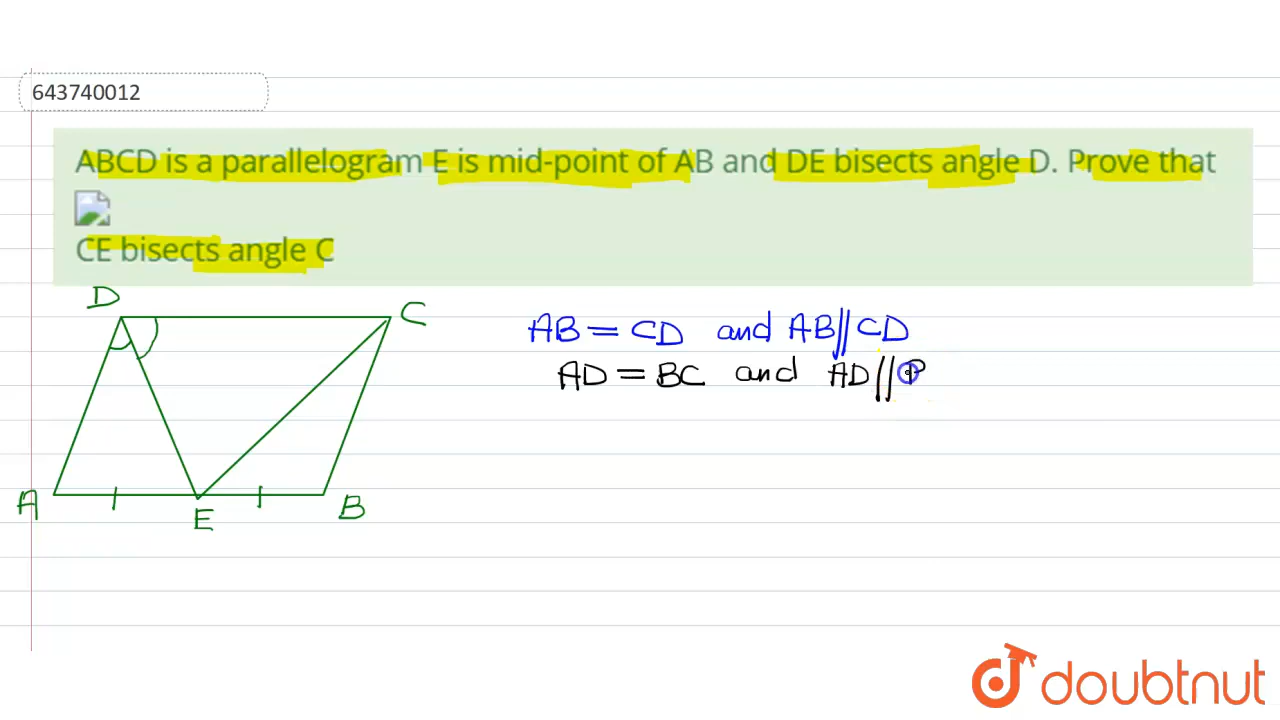 643740012
ABCD is a parallelogram E is mid-point of AB and DE bisects angle D. Prove that
CE bisects angle C
D
C
AB = CD and AB || CD
AD = BC and AD ||
A
E
B
doubtnut